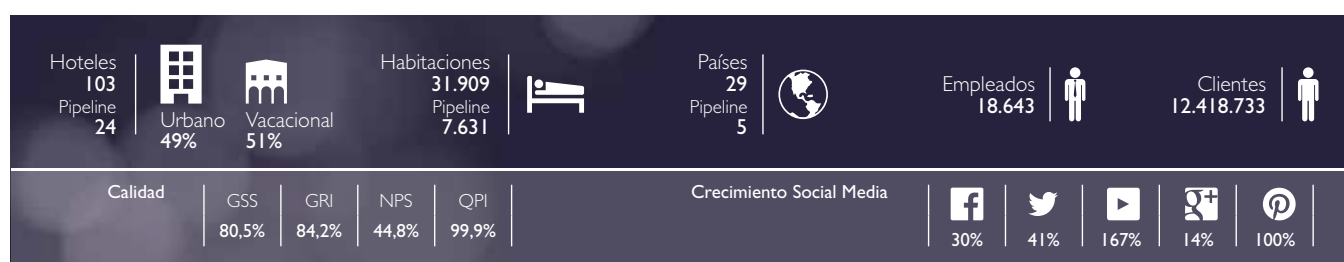 Hoteles
103
Pipeline
24
Urbano
49%
Vacacional
51%
Habitaciones
31.909
Pipeline
7.631
Países
29
Pipeline
5
Empleados
18.643
Clientes
12.418.733
Calidad
GSS
80,5%
GRI
84,2%
NPS
44,8%
QPI
99,9%
Crecimiento Social Media
30%
41%
167%
14%
100%